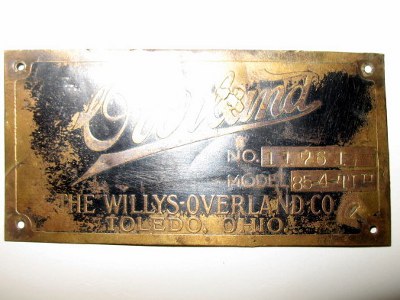 Overland
NO.
MODEL 85-4
THE WILLYS-OVERLAND-CO.
TOLEDO, OHIO.